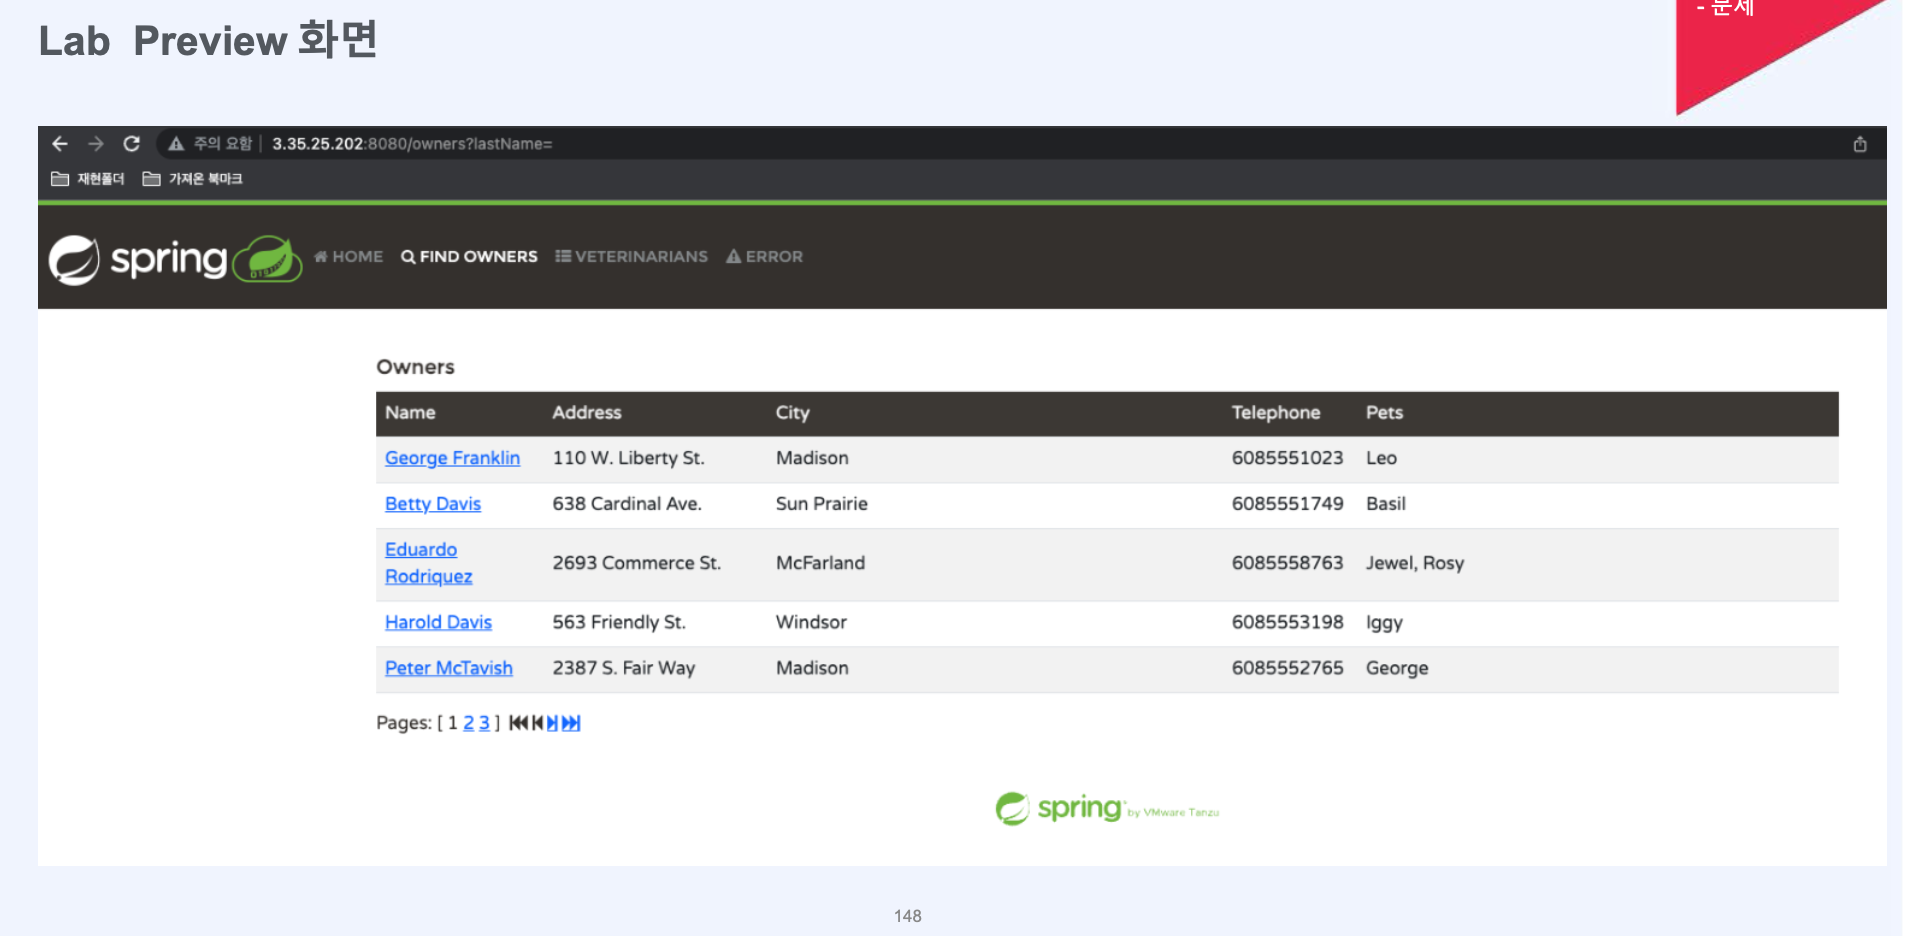 - 문제
Lab Preview 화면
주의 요함 | 3.35.25.202:8080/owners?lastName=
재현폴더 가져온 북마크
spring HOME FIND OWNERS VETERINARIANS ERROR
Owners
Name Address City Telephone Pets
George Franklin 110 W. Liberty St. Madison 6085551023 Leo
Betty Davis 638 Cardinal Ave. Sun Prairie 6085551749 Basil
Eduardo
Rodriquez 2693 Commerce St. McFarland 6085558763 Jewel, Rosy
Harold Davis 563 Friendly St. Windsor 6085553198 Iggy
Peter McTavish 2387 S. Fair Way Madison 6085552765 George
Pages: [ 1 2 3 ]
spring by VMware Tanzu
148